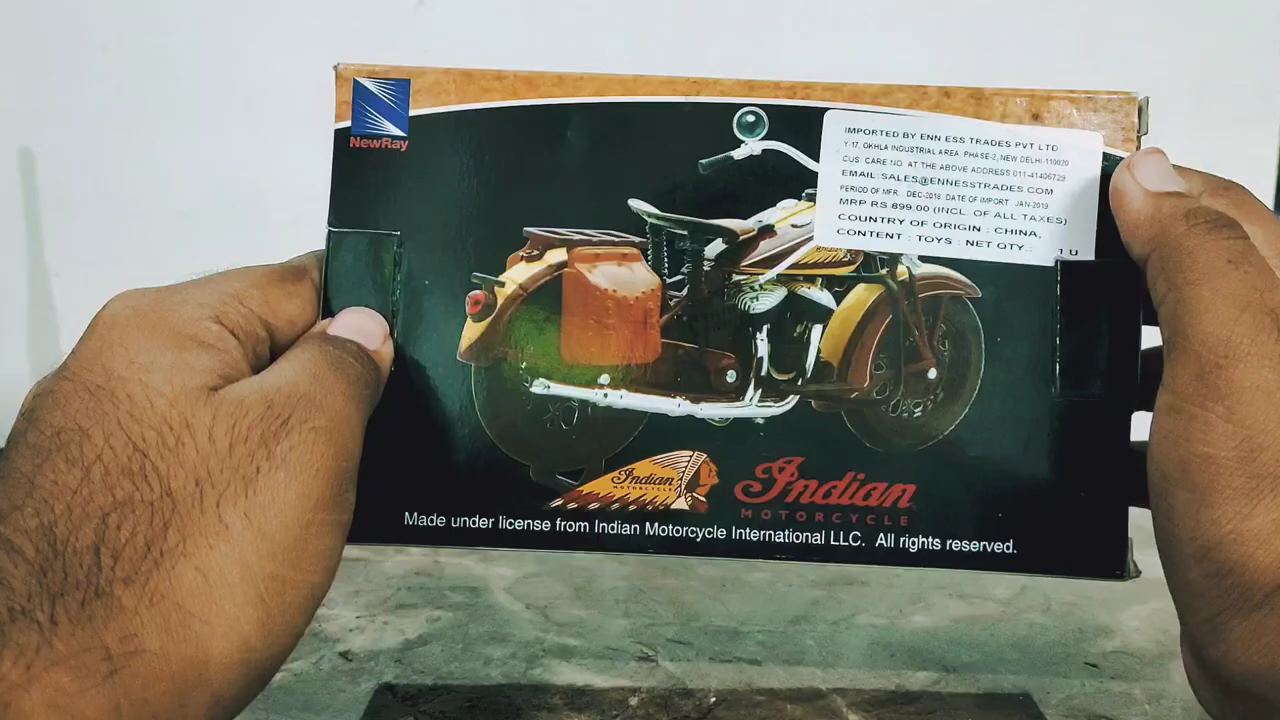 NewRay
IMPORTED BY ENN ESS TRADES PVT LTD
Y-17, OKHLA INDUSTRIAL AREA PHASE-2, NEW DELHI-110020
CUS. CARE NO. AT THE ABOVE ADDRESS 011-41406729
EMAIL:SALES@ENNESSTRADES.COM
PERIOD OF MFR. DEC-2018 DATE OF IMPORT JAN-2019
MRP RS.899.00 (INCL. OF ALL TAXES)
COUNTRY OF ORIGIN : CHINA,
CONTENT : TOYS : NET QTY.: 1 U
Indian
MOTORCYCLE
Indian
MOTORCYCLE
Made under license from Indian Motorcycle International LLC. All rights reserved.